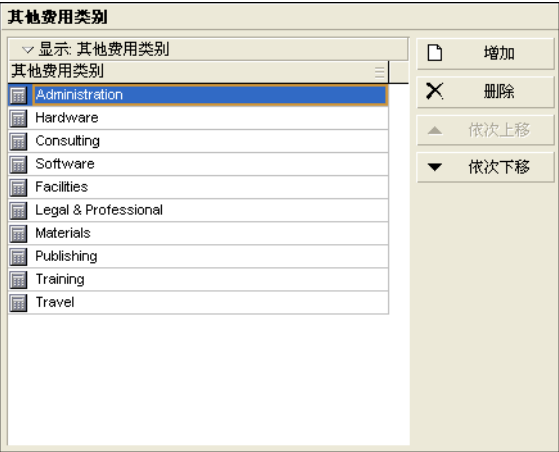 其他费用类别
显示: 其他费用类别
其他费用类别
Administration
Hardware
Consulting
Software
Facilities
Legal & Professional
Materials
Publishing
Training
Travel
增加
删除
依次上移
依次下移